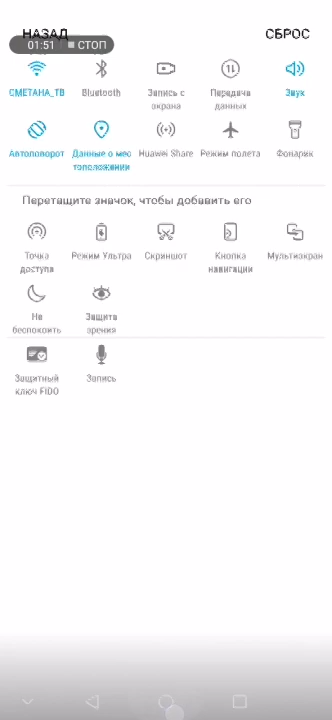 НАЗАД
СБРОС
01:51 СТОП
СМЕТАНА_ТВ
Bluetooth
Запись с
экрана
Передача
данных
Звук
Автоповорот
Данные о мес
тоположении
Huawei Share
Режим полета
Фонарик
Перетащите значок, чтобы добавить его
Точка
доступа
Режим Ультра
Скриншот
Кнопка
навигации
Мультиэкран
Не
беспокоить
Защита
зрения
Защитный
ключ FIDO
Запись